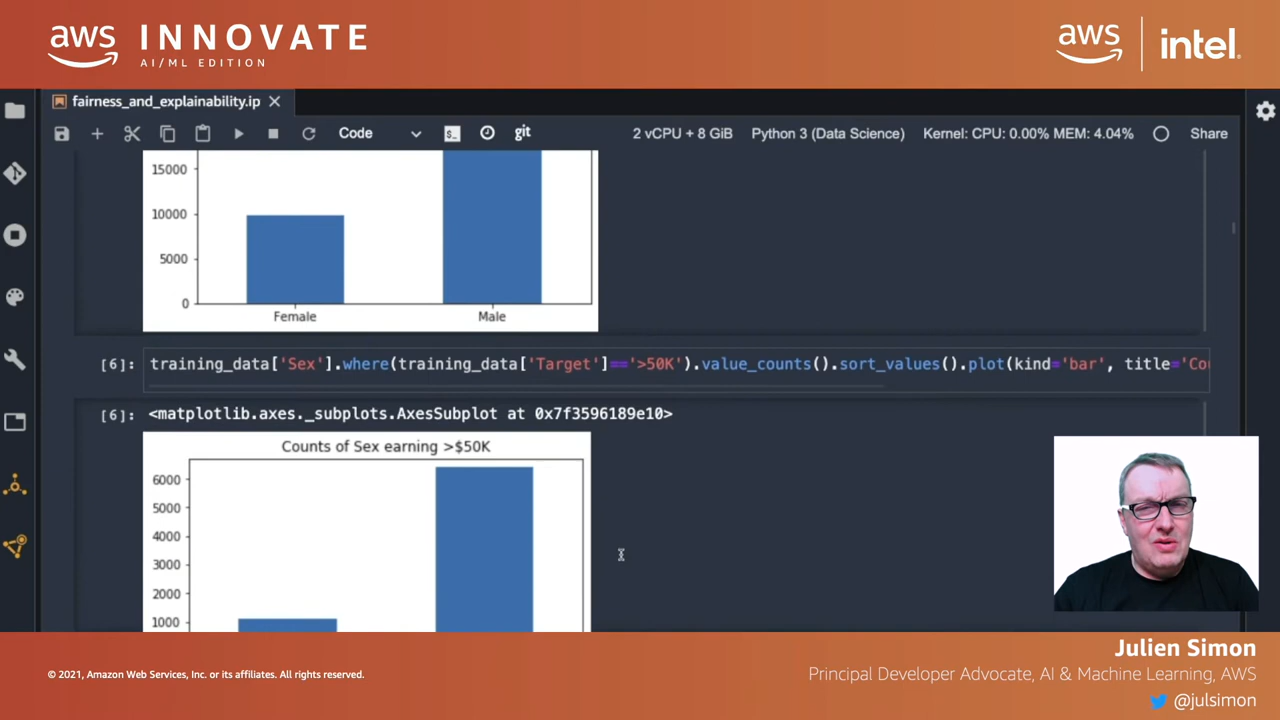 aws INNOVATE
AI/ML EDITION
aws intel.
fairness_and_explainability.ip
Code
git
2 vCPU + 8 GiB
Python 3 (Data Science)
Kernel: CPU: 0.00% MEM: 4.04%
Share
15000
10000
5000
0
Female Male
[6]: training_data['Sex'].where(training_data['Target']=='>50K').value_counts().sort_values().plot(kind='bar', title='Co
[6]: <matplotlib.axes._subplots.AxesSubplot at 0x7f3596189e10>
Counts of Sex earning >$50K
6000
5000
4000
3000
2000
1000
Julien Simon
© 2021, Amazon Web Services, Inc. or its affiliates. All rights reserved.
Principal Developer Advocate, AI & Machine Learning, AWS
@julsimon